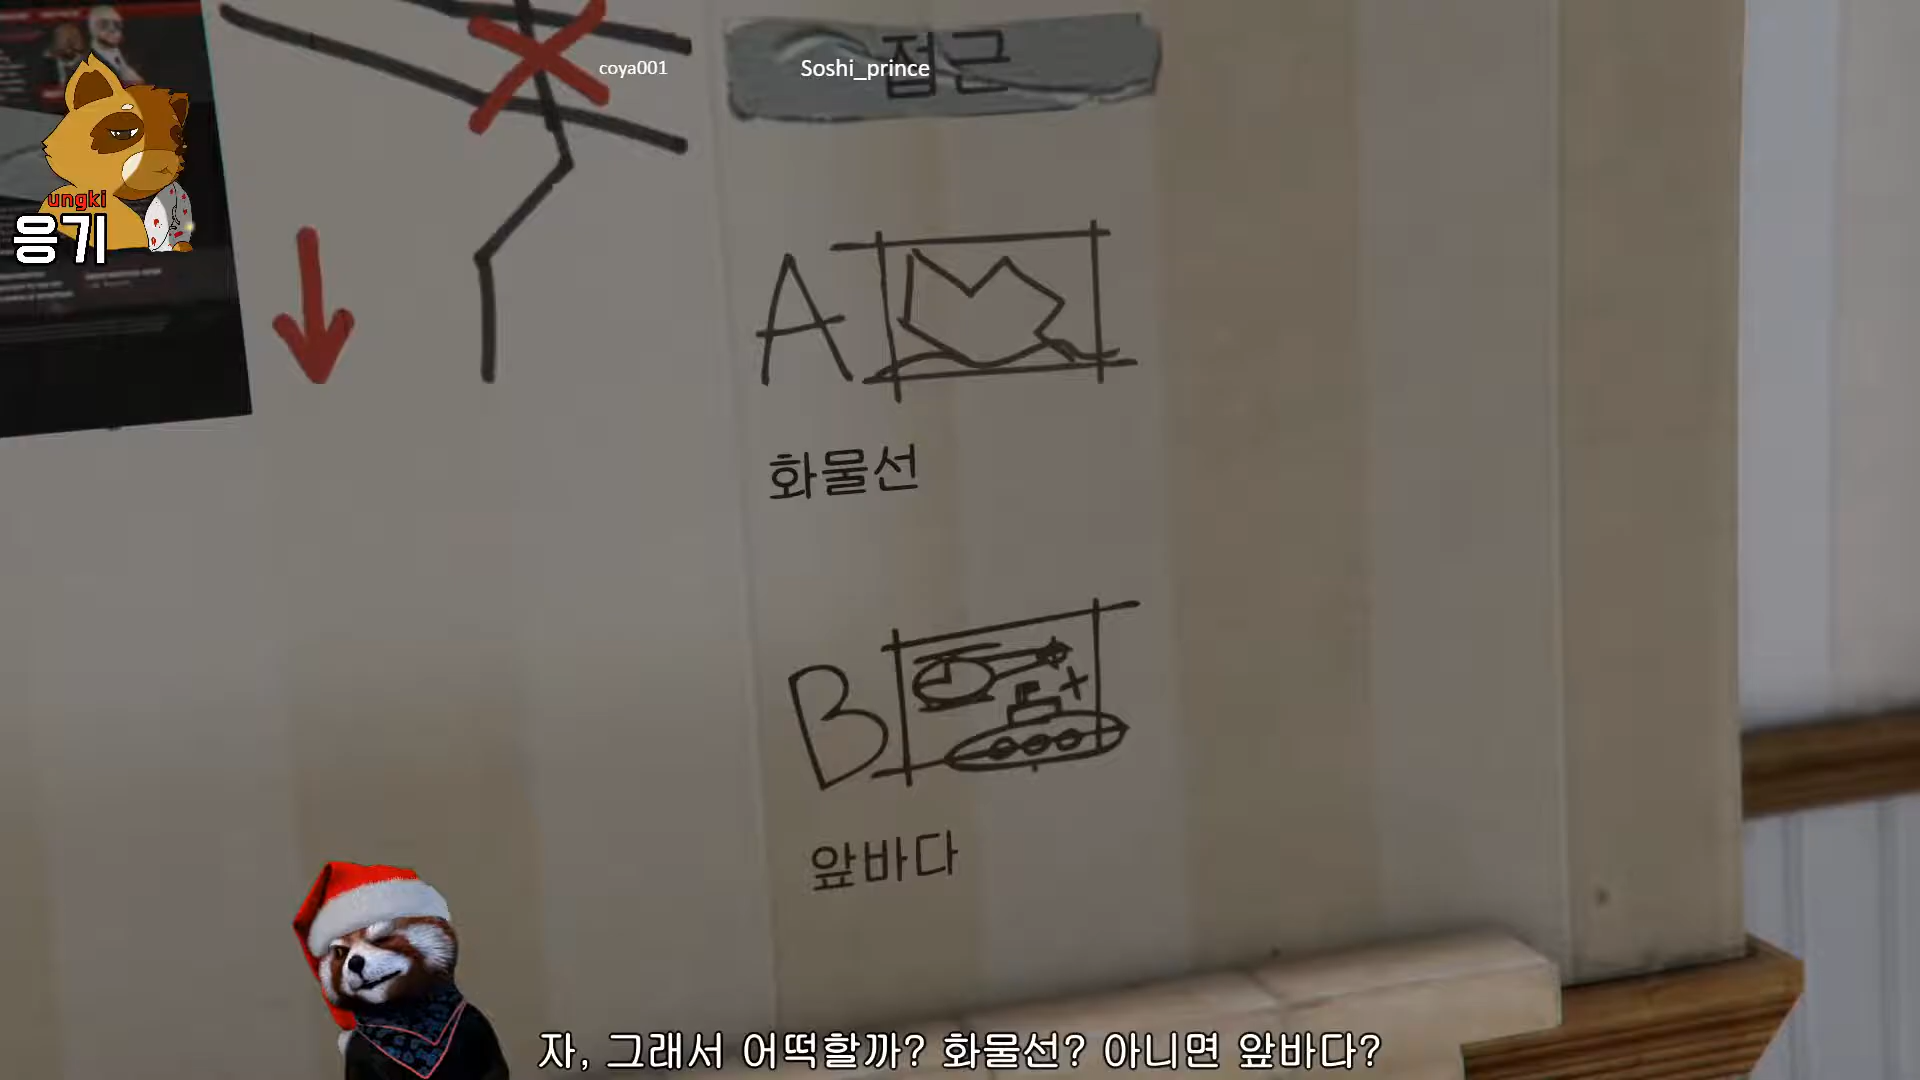 coya001
Soshi_prince
접근
ungki
응기
A
화물선
B
앞바다
자, 그래서 어떡할까? 화물선? 아니면 앞바다?